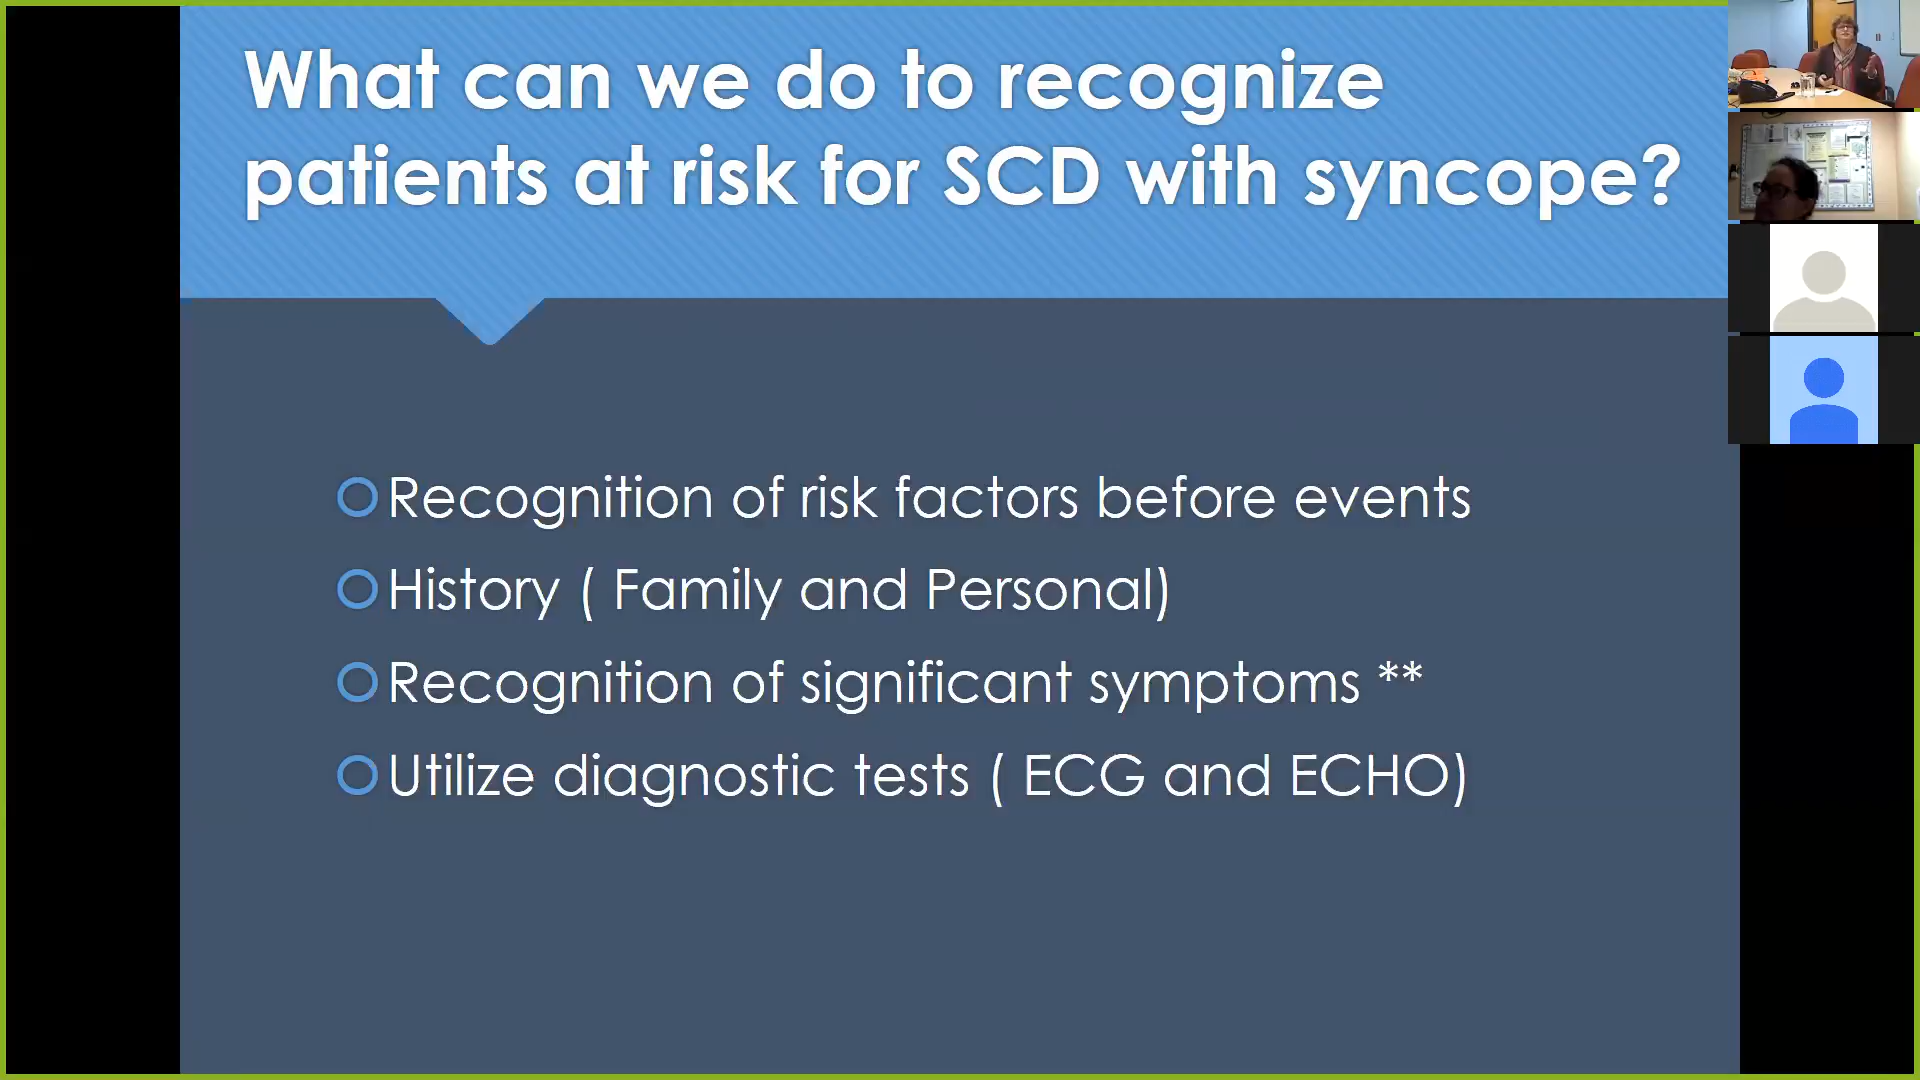 What can we do to recognize
patients at risk for SCD with syncope?
Recognition of risk factors before events
History ( Family and Personal)
Recognition of significant symptoms **
Utilize diagnostic tests ( ECG and ECHO)